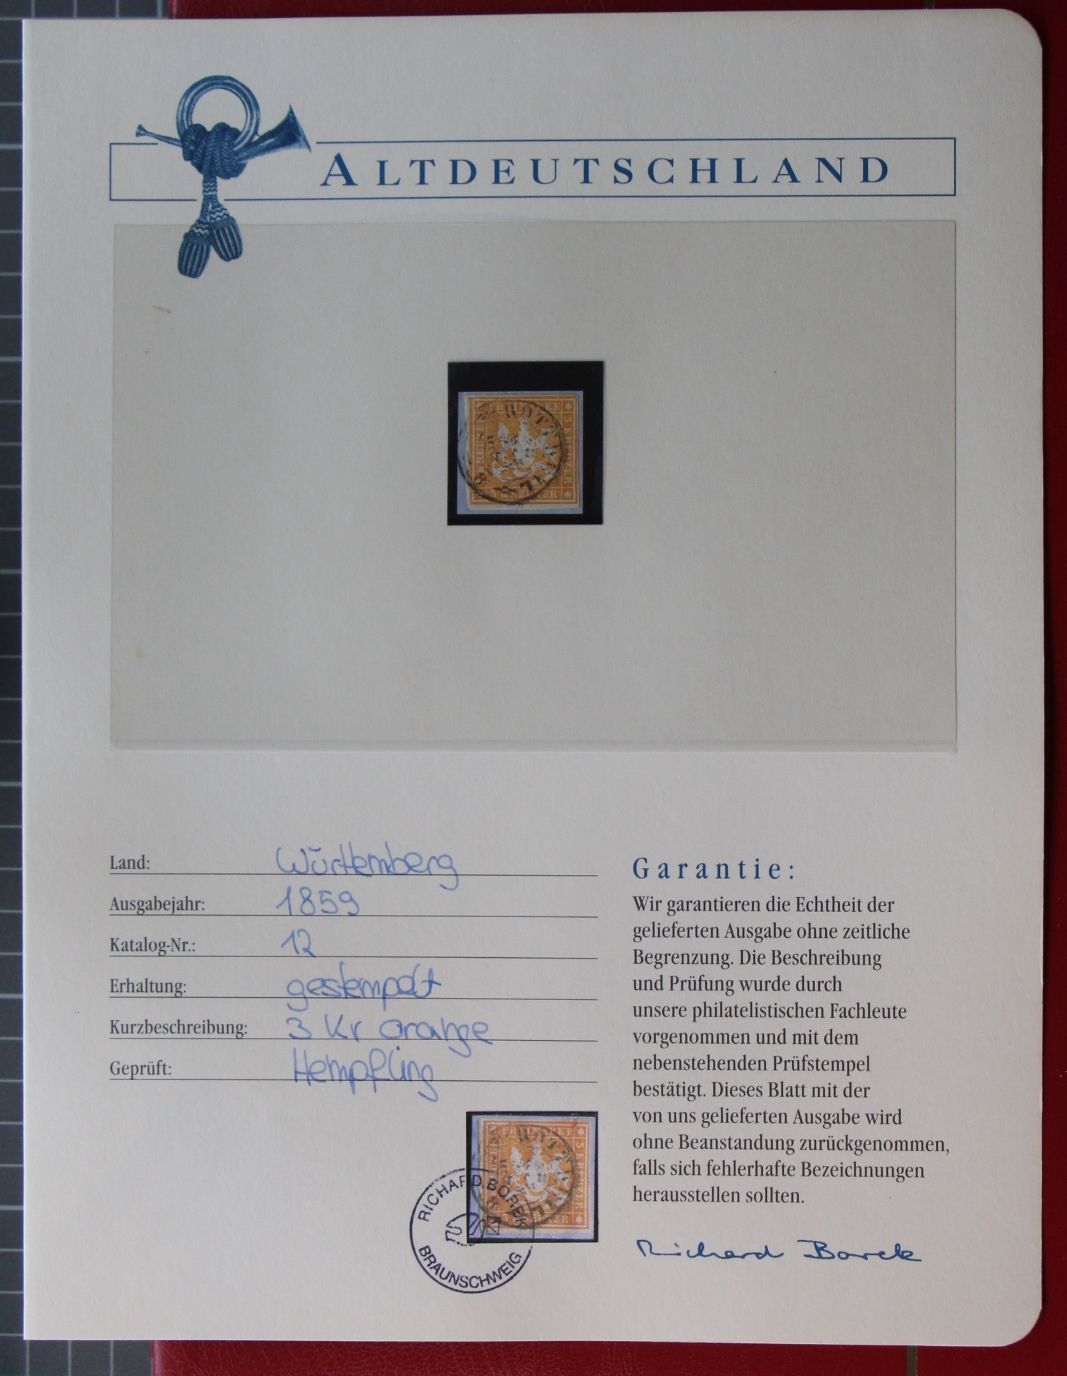 ALTDEUTSCHLAND
DREI KREUZER
Land: Württemberg
Ausgabejahr: 1859
Katalog-Nr.: 12
Erhaltung: gestempelt
Kurzbeschreibung: 3 Kr orange
Geprüft: Hempfling
Garantie:
Wir garantieren die Echtheit der
gelieferten Ausgabe ohne zeitliche
Begrenzung. Die Beschreibung
und Prüfung wurde durch
unsere philatelistischen Fachleute
vorgenommen und mit dem
nebenstehenden Prüfstempel
bestätigt. Dieses Blatt mit der
von uns gelieferten Ausgabe wird
ohne Beanstandung zurückgenommen,
falls sich fehlerhafte Bezeichnungen
herausstellen sollten.
Richard Borek
RICHARD BOREK
BRAUNSCHWEIG